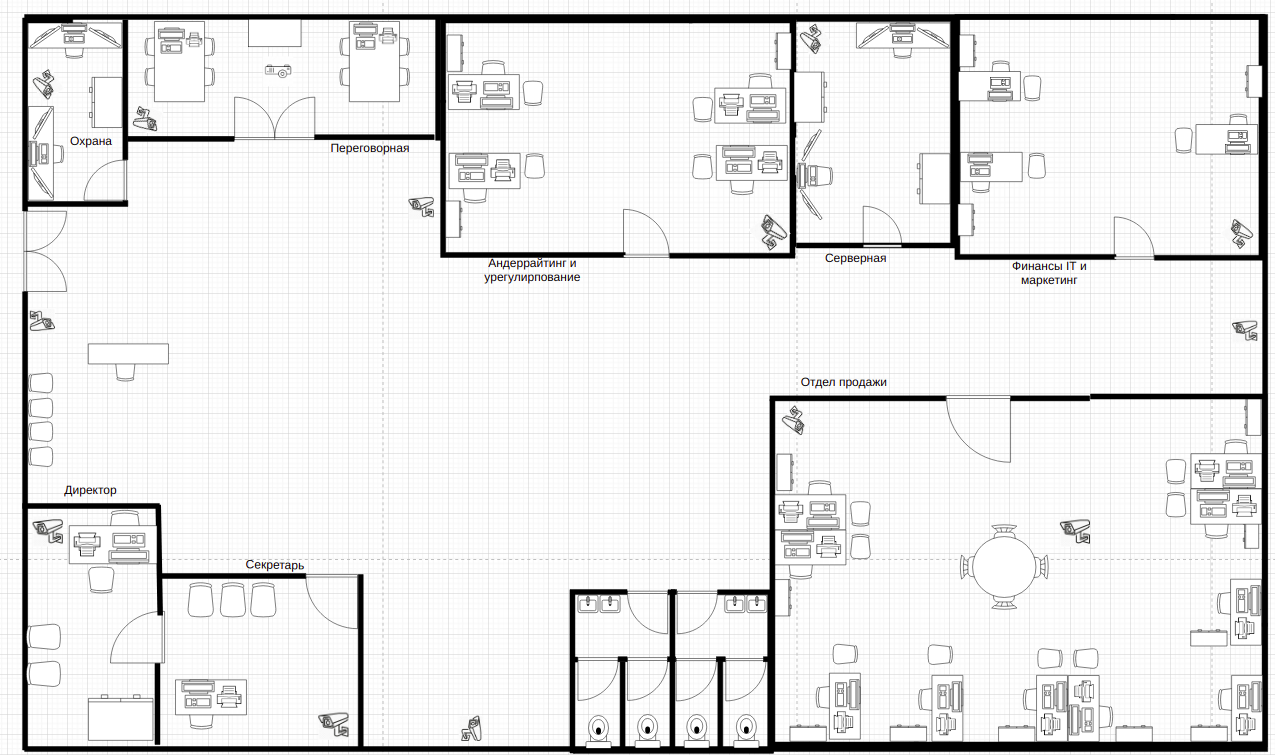 Охрана
Переговорная
Андеррайтинг и
урегулирпование
Серверная
Финансы IT и
маркетинг
Отдел продажи
Директор
Секретарь